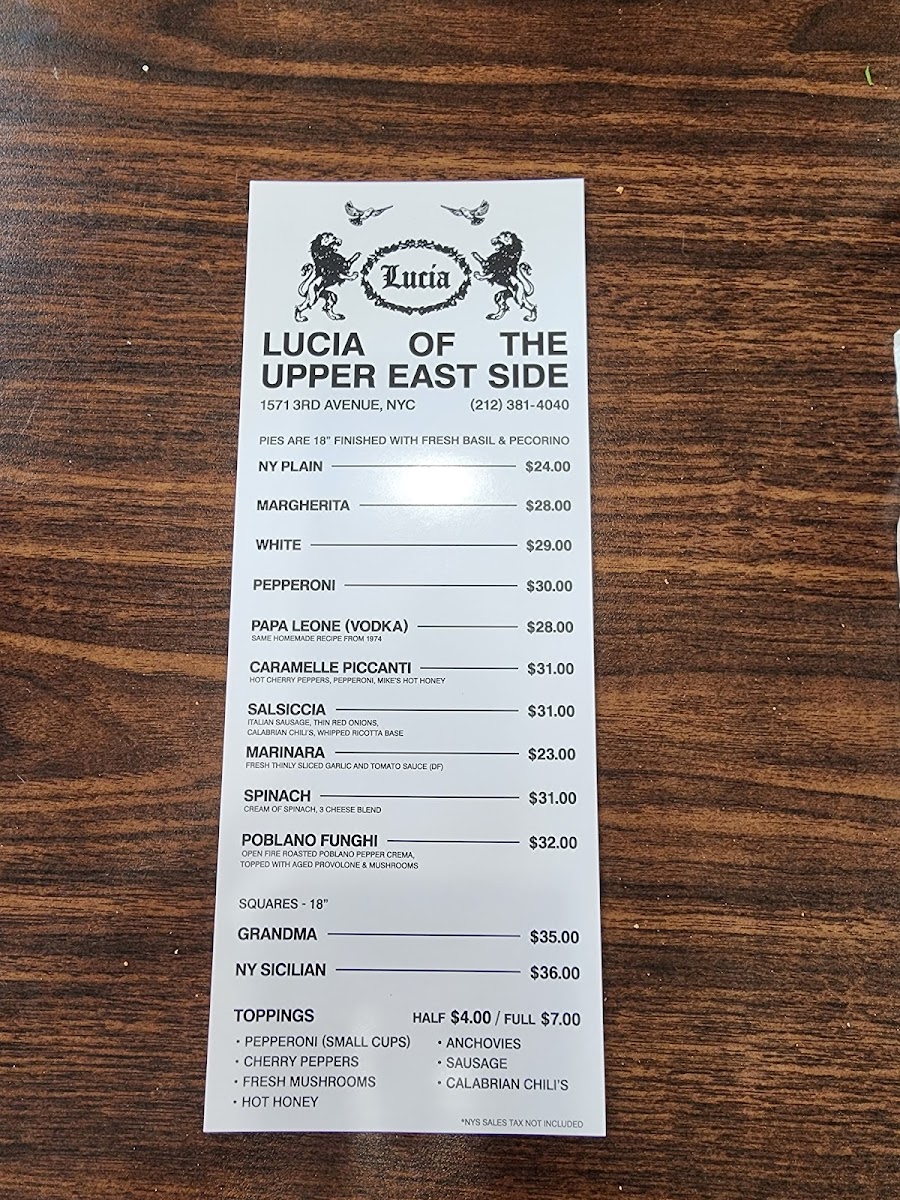 Lucia
LUCIA OF THE
UPPER EAST SIDE
1571 3RD AVENUE, NYC (212) 381-4040
PIES ARE 18" FINISHED WITH FRESH BASIL & PECORINO
NY PLAIN $24.00
MARGHERITA $28.00
WHITE $29.00
PEPPERONI $30.00
PAPA LEONE (VODKA) $28.00
SAME HOMEMADE RECIPE FROM 1974
CARAMELLE PICCANTI $31.00
HOT CHERRY PEPPERS, PEPPERONI, MIKE'S HOT HONEY
SALSICCIA $31.00
ITALIAN SAUSAGE, THIN RED ONIONS,
CALABRIAN CHILI'S, WHIPPED RICOTTA BASE
MARINARA $23.00
FRESH THINLY SLICED GARLIC AND TOMATO SAUCE (DF)
SPINACH $31.00
CREAM OF SPINACH, 3 CHEESE BLEND
POBLANO FUNGHI $32.00
OPEN FIRE ROASTED POBLANO PEPPER CREMA,
TOPPED WITH AGED PROVOLONE & MUSHROOMS
SQUARES - 18"
GRANDMA $35.00
NY SICILIAN $36.00
TOPPINGS HALF $4.00 / FULL $7.00
• PEPPERONI (SMALL CUPS)
• CHERRY PEPPERS
• FRESH MUSHROOMS
• HOT HONEY
• ANCHOVIES
• SAUSAGE
• CALABRIAN CHILI'S
*NYS SALES TAX NOT INCLUDED